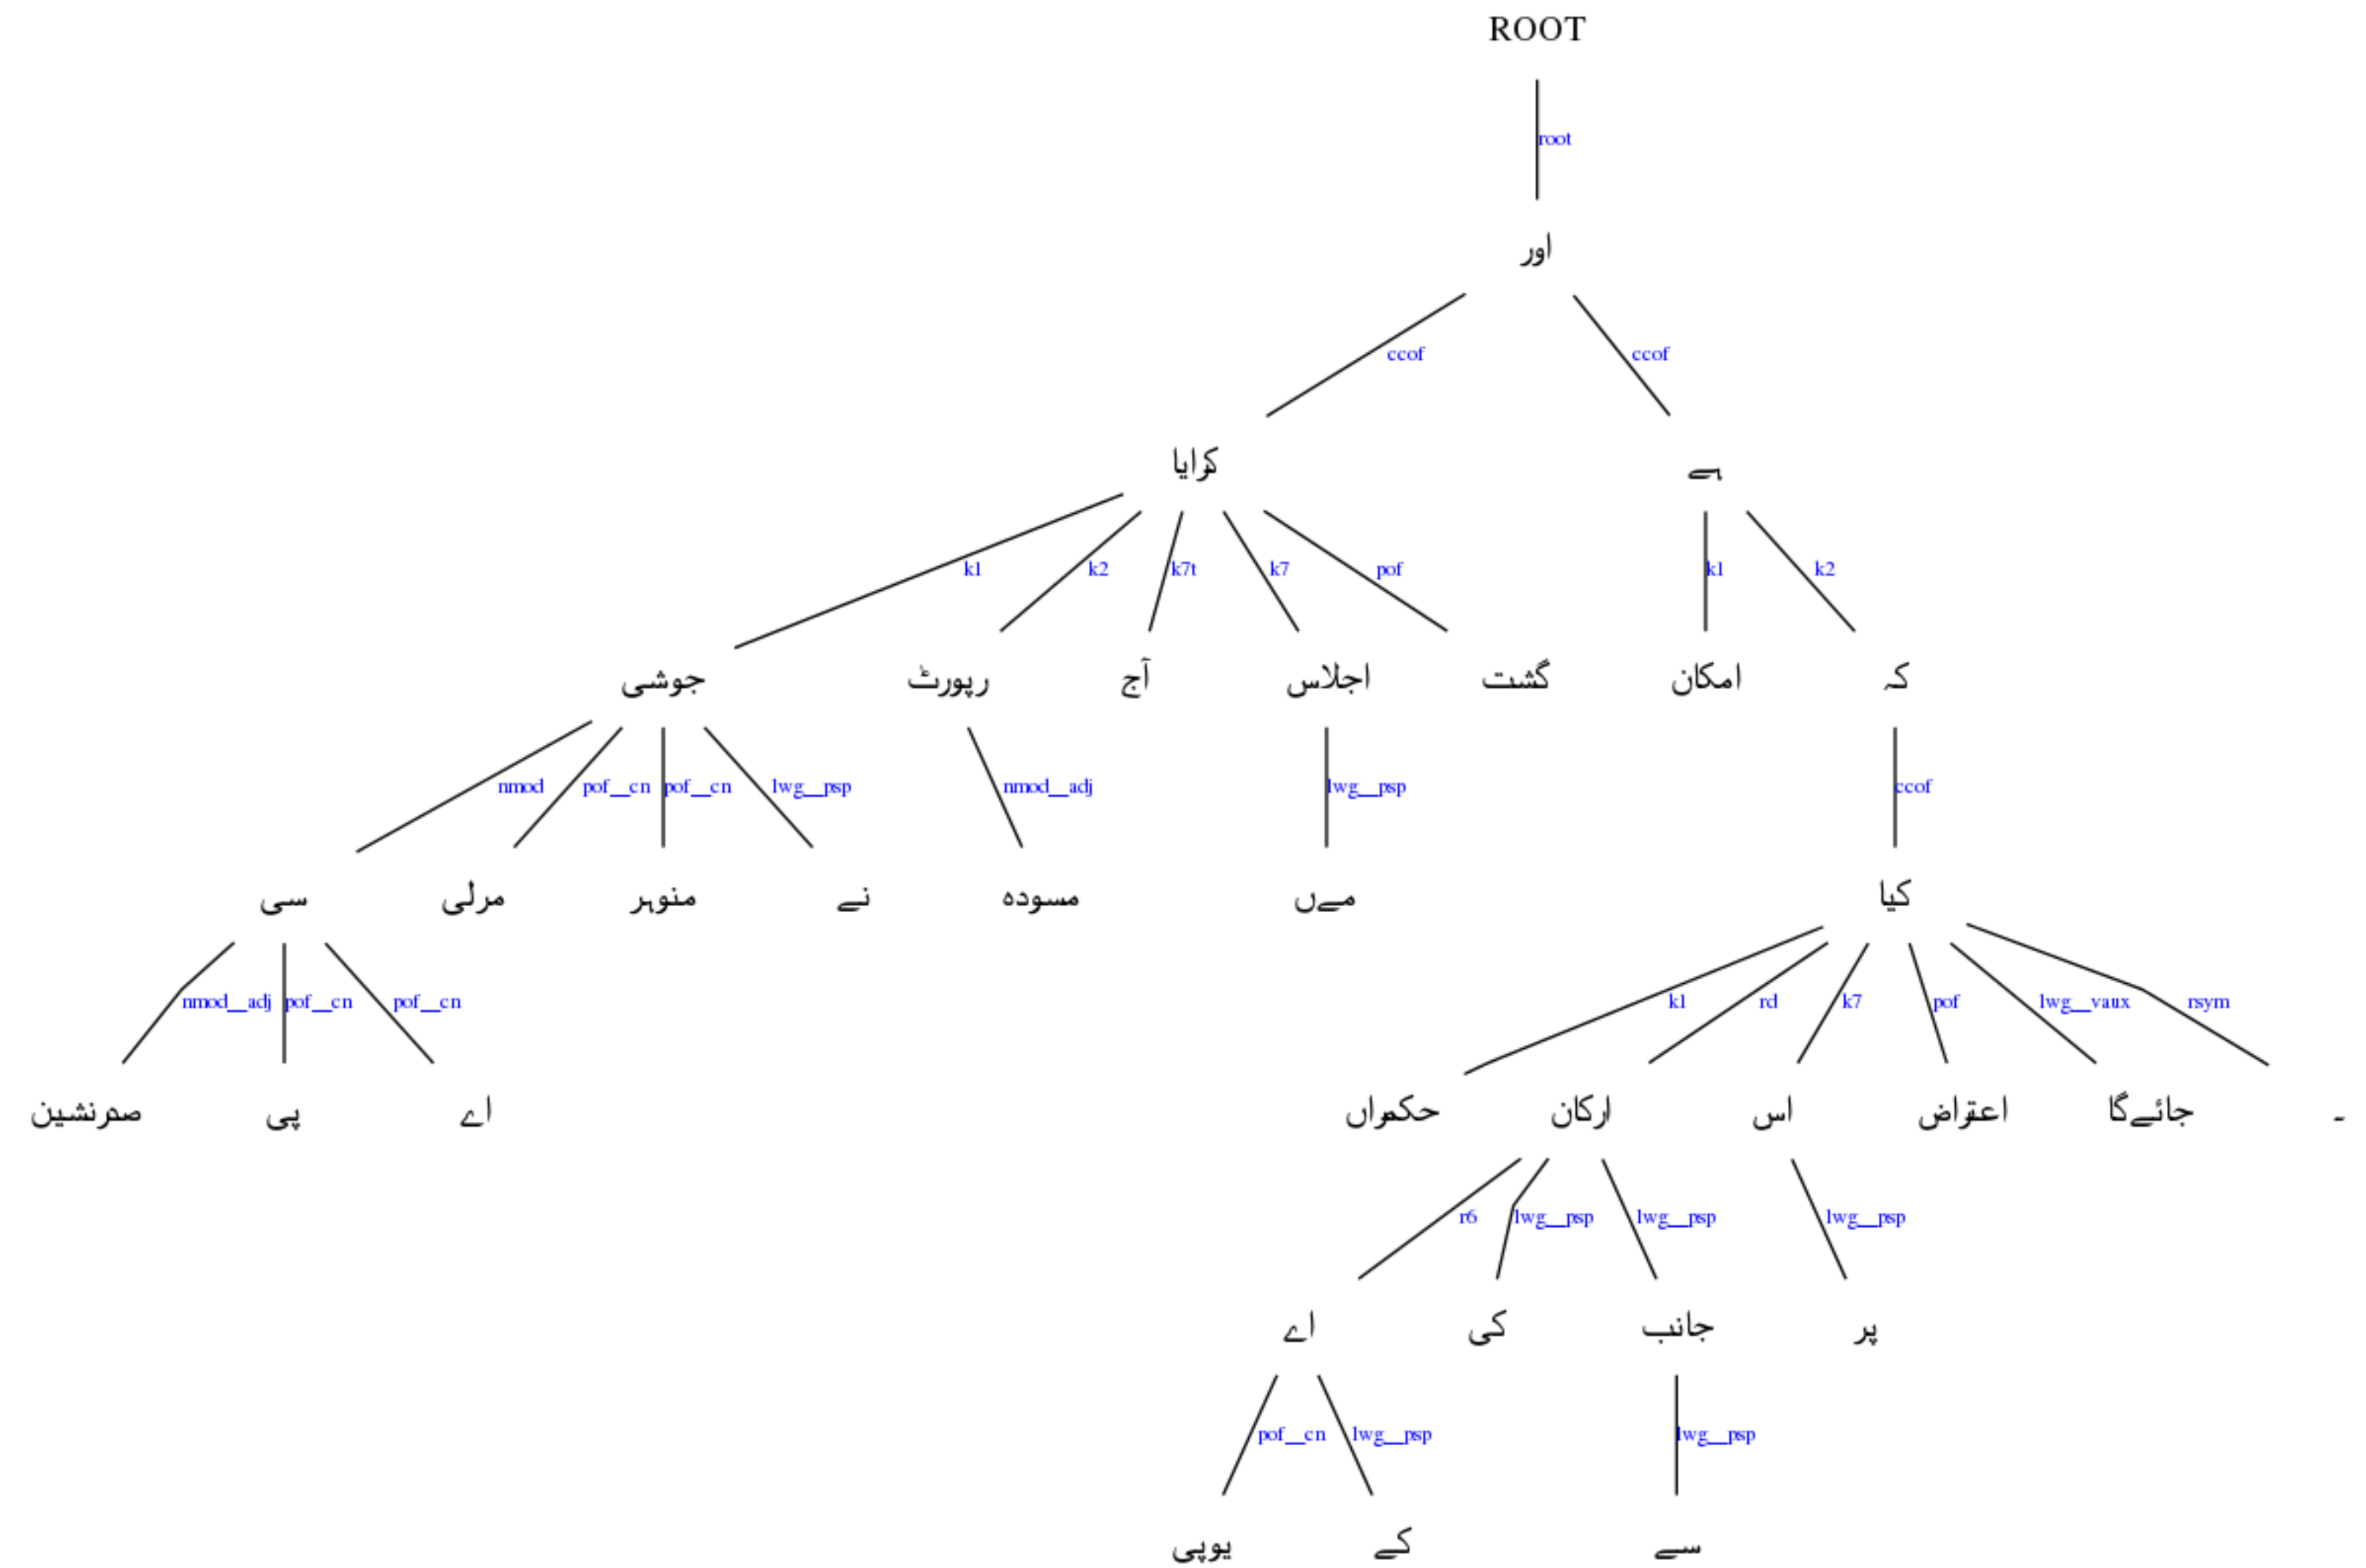 ROOT
root
اور
ccof ccof
کرایا ہے
k1 k2 k7t k7 pof k1 k2
جوشی رپورٹ آج اجلاس گشت امکان کہ
nmod pof__cn pof__cn lwg__psp nmod__adj lwg__psp ccof
سی مرلی منوہر نے مسودہ مےں کیا
nmod__adj pof__cn pof__cn k1 rd k7 pof lwg__vaux rsym
صدرنشین پی اے حکمراں ارکان اس اعتراض جائےگا ۔
r6 lwg__psp lwg__psp lwg__psp
اے کی جانب پر
pof__cn lwg__psp lwg__psp
یوپی کے سے